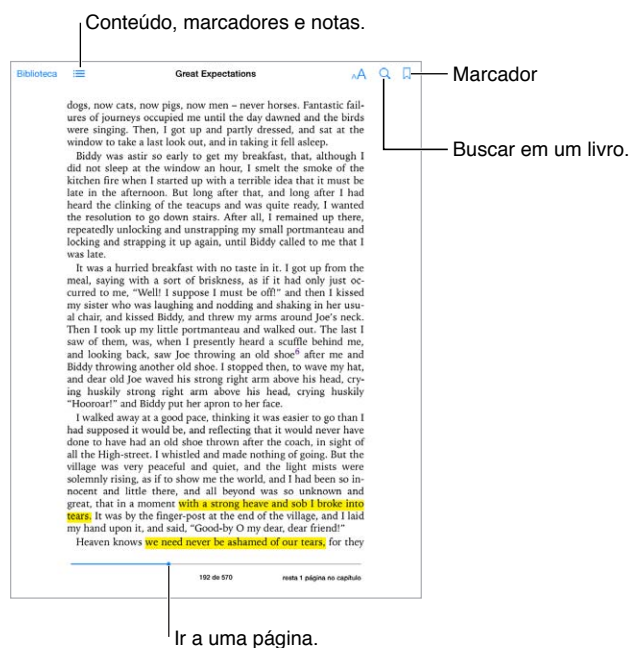 Conteúdo, marcadores e notas.
Biblioteca
Great Expectations
AA
Marcador
Buscar em um livro.
dogs, now cats, now pigs, now men – never horses. Fantastic fail-
ures of journeys occupied me until the day dawned and the birds
were singing. Then, I got up and partly dressed, and sat at the
window to take a last look out, and in taking it fell asleep.
Biddy was astir so early to get my breakfast, that, although I
did not sleep at the window an hour, I smelt the smoke of the
kitchen fire when I started up with a terrible idea that it must be
late in the afternoon. But long after that, and long after I had
heard the clinking of the teacups and was quite ready, I wanted
the resolution to go down stairs. After all, I remained up there,
repeatedly unlocking and unstrapping my small portmanteau and
locking and strapping it up again, until Biddy called to me that I
was late.
It was a hurried breakfast with no taste in it. I got up from the
meal, saying with a sort of briskness, as if it had only just oc-
curred to me, “Well! I suppose I must be off!” and then I kissed
my sister who was laughing and nodding and shaking in her usu-
al chair, and kissed Biddy, and threw my arms around Joe’s neck.
Then I took up my little portmanteau and walked out. The last I
saw of them, was, when I presently heard a scuffle behind me,
and looking back, saw Joe throwing an old shoe6 after me and
Biddy throwing another old shoe. I stopped then, to wave my hat,
and dear old Joe waved his strong right arm above his head, cry-
ing huskily strong right arm above his head, crying huskily
“Hooroar!” and Biddy put her apron to her face.
I walked away at a good pace, thinking it was easier to go than I
had supposed it would be, and reflecting that it would never have
done to have had an old shoe thrown after the coach, in sight of
all the High-street. I whistled and made nothing of going. But the
village was very peaceful and quiet, and the light mists were
solemnly rising, as if to show me the world, and I had been so in-
nocent and little there, and all beyond was so unknown and
great, that in a moment with a strong heave and sob I broke into
tears. It was by the finger-post at the end of the village, and I laid
my hand upon it, and said, “Good-by O my dear, dear friend!”
Heaven knows we need never be ashamed of our tears, for they
192 de 570
resta 1 página no capítulo
Ir a uma página.